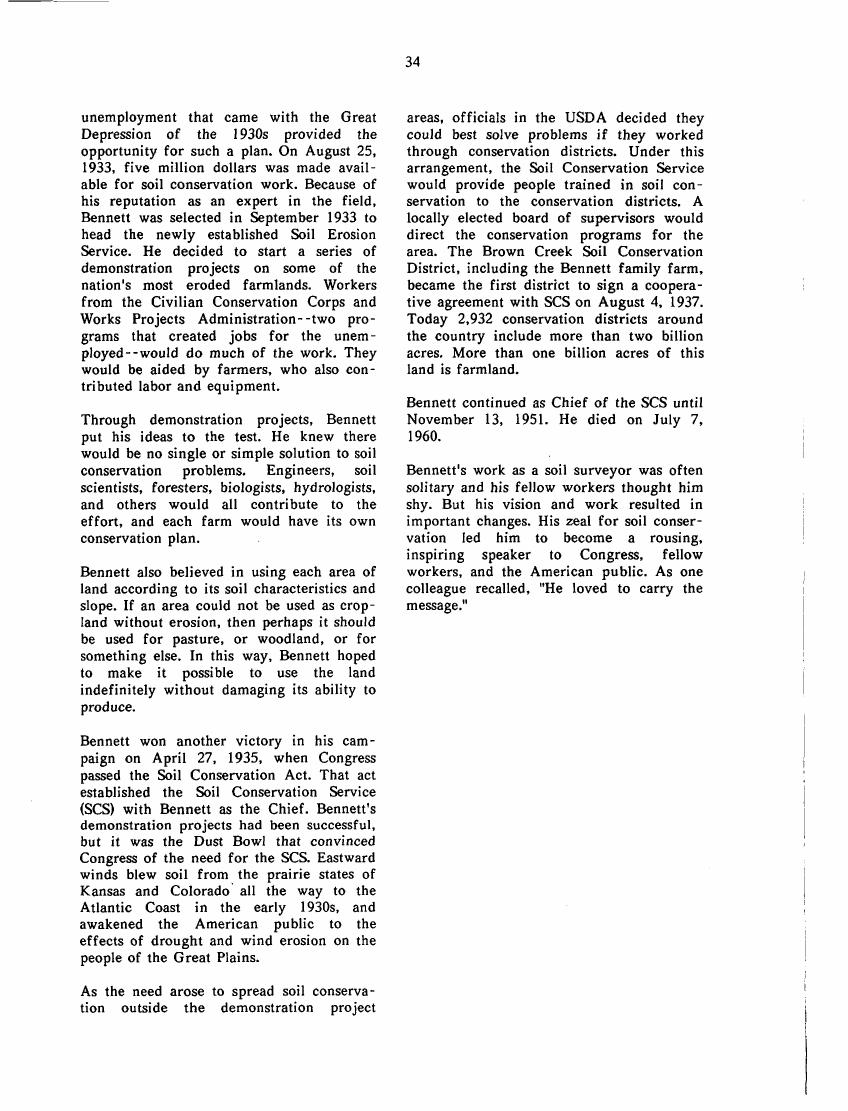 34
unemployment that came with the Great
Depression of the 1930s provided the
opportunity for such a plan. On August 25,
1933, five million dollars was made avail-
able for soil conservation work. Because of
his reputation as an expert in the field,
Bennett was selected in September 1933 to
head the newly established Soil Erosion
Service. He decided to start a series of
demonstration projects on some of the
nation's most eroded farmlands. Workers
from the Civilian Conservation Corps and
Works Projects Administration--two pro-
grams that created jobs for the unem-
ployed--would do much of the work. They
would be aided by farmers, who also con-
tributed labor and equipment.
Through demonstration projects, Bennett
put his ideas to the test. He knew there
would be no single or simple solution to soil
conservation problems. Engineers, soil
scientists, foresters, biologists, hydrologists,
and others would all contribute to the
effort, and each farm would have its own
conservation plan.
Bennett also believed in using each area of
land according to its soil characteristics and
slope. If an area could not be used as crop-
land without erosion, then perhaps it should
be used for pasture, or woodland, or for
something else. In this way, Bennett hoped
to make it possible to use the land
indefinitely without damaging its ability to
produce.
Bennett won another victory in his cam-
paign on April 27, 1935, when Congress
passed the Soil Conservation Act. That act
established the Soil Conservation Service
(SCS) with Bennett as the Chief. Bennett's
demonstration projects had been successful,
but it was the Dust Bowl that convinced
Congress of the need for the SCS. Eastward
winds blew soil from the prairie states of
Kansas and Colorado all the way to the
Atlantic Coast in the early 1930s, and
awakened the American public to the
effects of drought and wind erosion on the
people of the Great Plains.
As the need arose to spread soil conserva-
tion outside the demonstration project
areas, officials in the USDA decided they
could best solve problems if they worked
through conservation districts. Under this
arrangement, the Soil Conservation Service
would provide people trained in soil con-
servation to the conservation districts. A
locally elected board of supervisors would
direct the conservation programs for the
area. The Brown Creek Soil Conservation
District, including the Bennett family farm,
became the first district to sign a coopera-
tive agreement with SCS on August 4, 1937.
Today 2,932 conservation districts around
the country include more than two billion
acres. More than one billion acres of this
land is farmland.
Bennett continued as Chief of the SCS until
November 13, 1951. He died on July 7,
1960.
Bennett's work as a soil surveyor was often
solitary and his fellow workers thought him
shy. But his vision and work resulted in
important changes. His zeal for soil conser-
vation led him to become a rousing,
inspiring speaker to Congress, fellow
workers, and the American public. As one
colleague recalled, "He loved to carry the
message."